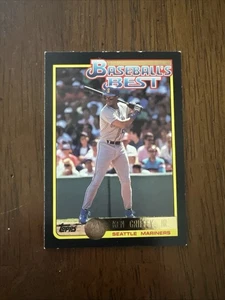 BASEBALL'S
BEST
KEN GRIFFEY, JR.
Topps
SEATTLE MARINERS